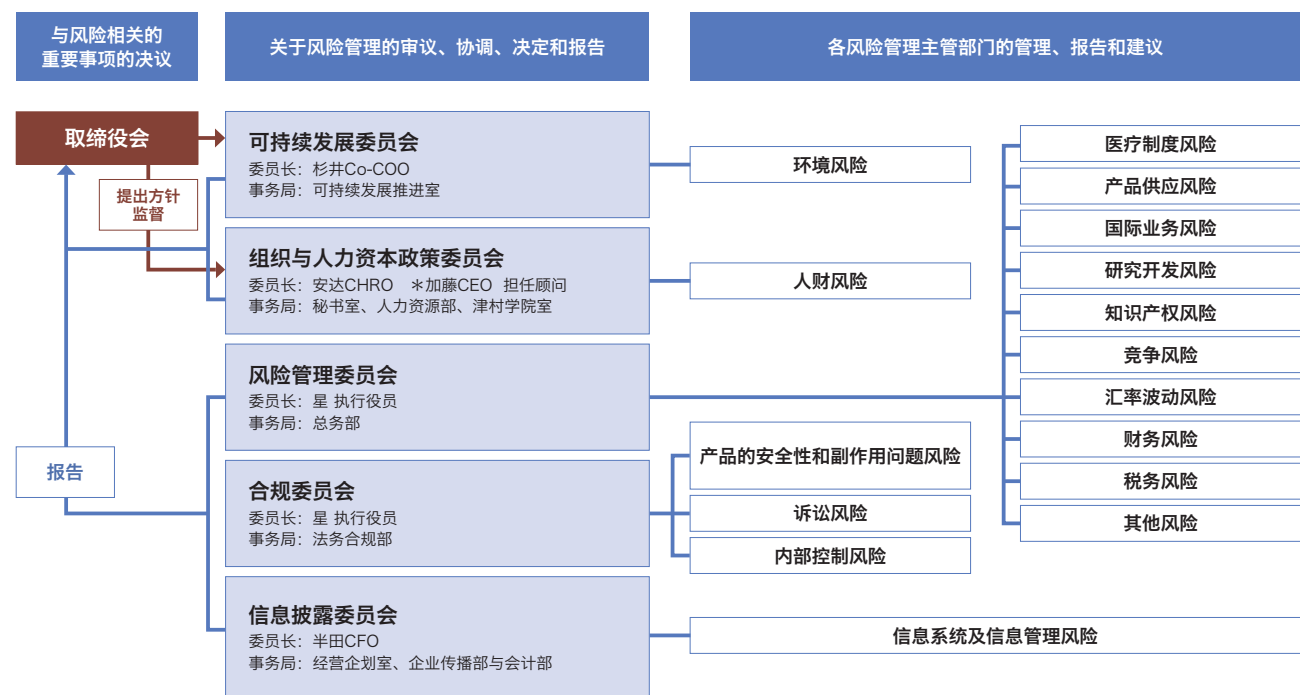 与风险相关的
重要事项的决议
关于风险管理的审议、协调、决定和报告
各风险管理主管部门的管理、报告和建议
取缔役会
提出方针
监督
报告
可持续发展委员会
委员长：杉井Co-COO
事务局：可持续发展推进室
组织与人力资本政策委员会
委员长：安达CHRO ＊加藤CEO 担任顾问
事务局：秘书室、人力资源部、津村学院室
风险管理委员会
委员长：星 执行役员
事务局：总务部
合规委员会
委员长：星 执行役员
事务局：法务合规部
信息披露委员会
委员长：半田CFO
事务局：经营企划室、企业传播部与会计部
环境风险
人财风险
产品的安全性和副作用问题风险
诉讼风险
内部控制风险
医疗制度风险
产品供应风险
国际业务风险
研究开发风险
知识产权风险
竞争风险
汇率波动风险
财务风险
税务风险
其他风险
信息系统及信息管理风险